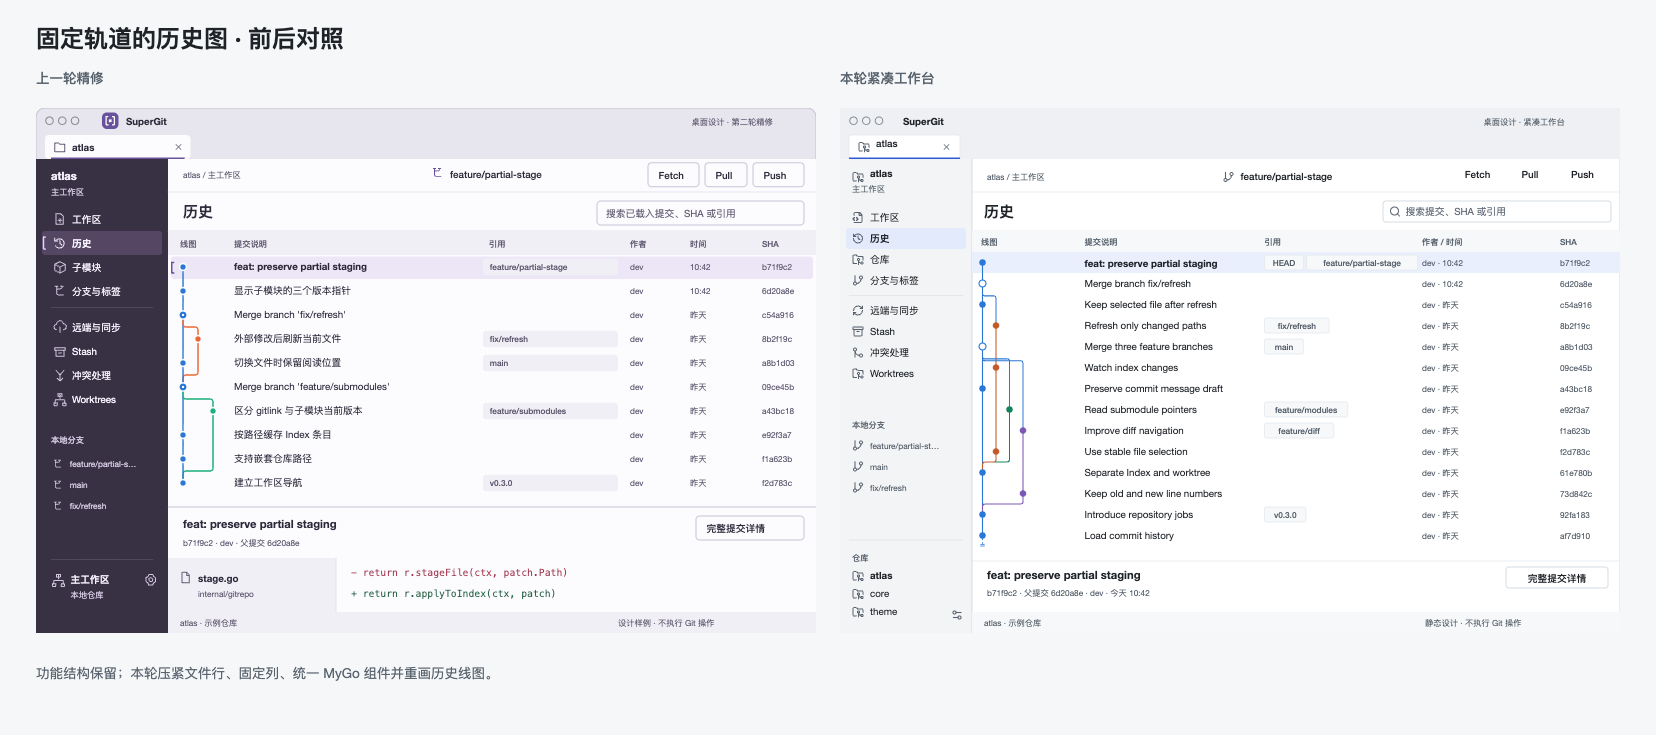 固定轨道的历史图 · 前后对照
上一轮精修
SuperGit
桌面设计 · 第二轮精修
atlas
atlas
主工作区
工作区
历史
子模块
分支与标签
远端与同步
Stash
冲突处理
Worktrees
本地分支
feature/partial-s...
main
fix/refresh
主工作区
本地仓库
atlas / 主工作区
feature/partial-stage
Fetch
Pull
Push
历史
搜索已载入提交、SHA 或引用
线图 提交说明 引用 作者 时间 SHA
feat: preserve partial staging feature/partial-stage dev 10:42 b71f9c2
显示子模块的三个版本指针 dev 10:42 6d20a8e
Merge branch 'fix/refresh' dev 昨天 c54a916
外部修改后刷新当前文件 fix/refresh dev 昨天 8b2f19c
切换文件时保留阅读位置 main dev 昨天 a8b1d03
Merge branch 'feature/submodules' dev 昨天 09ce45b
区分 gitlink 与子模块当前版本 feature/submodules dev 昨天 a43bc18
按路径缓存 Index 条目 dev 昨天 e92f3a7
支持嵌套仓库路径 dev 昨天 f1a623b
建立工作区导航 v0.3.0 dev 昨天 f2d783c
feat: preserve partial staging
b71f9c2 · dev · 父提交 6d20a8e
完整提交详情
stage.go
internal/gitrepo
− return r.stageFile(ctx, patch.Path)
+ return r.applyToIndex(ctx, patch)
atlas · 示例仓库
设计样例 · 不执行 Git 操作
本轮紧凑工作台
SuperGit
桌面设计 · 紧凑工作台
atlas
atlas
主工作区
工作区
历史
仓库
分支与标签
远端与同步
Stash
冲突处理
Worktrees
本地分支
feature/partial-st...
main
fix/refresh
仓库
atlas
core
theme
atlas / 主工作区
feature/partial-stage
Fetch
Pull
Push
历史
搜索提交、SHA 或引用
线图 提交说明 引用 作者 / 时间 SHA
feat: preserve partial staging HEAD feature/partial-stage dev · 10:42 b71f9c2
Merge branch fix/refresh dev · 10:42 6d20a8e
Keep selected file after refresh dev · 昨天 c54a916
Refresh only changed paths fix/refresh dev · 昨天 8b2f19c
Merge three feature branches main dev · 昨天 a8b1d03
Watch index changes dev · 昨天 09ce45b
Preserve commit message draft dev · 昨天 a43bc18
Read submodule pointers feature/modules dev · 昨天 e92f3a7
Improve diff navigation feature/diff dev · 昨天 f1a623b
Use stable file selection dev · 昨天 f2d783c
Separate Index and worktree dev · 昨天 61e780b
Keep old and new line numbers dev · 昨天 73d842c
Introduce repository jobs v0.3.0 dev · 昨天 92fa183
Load commit history dev · 昨天 af7d910
feat: preserve partial staging
b71f9c2 · 父提交 6d20a8e · dev · 今天 10:42
完整提交详情
atlas · 示例仓库
静态设计 · 不执行 Git 操作
功能结构保留；本轮压紧文件行、固定列、统一 MyGo 组件并重画历史线图。